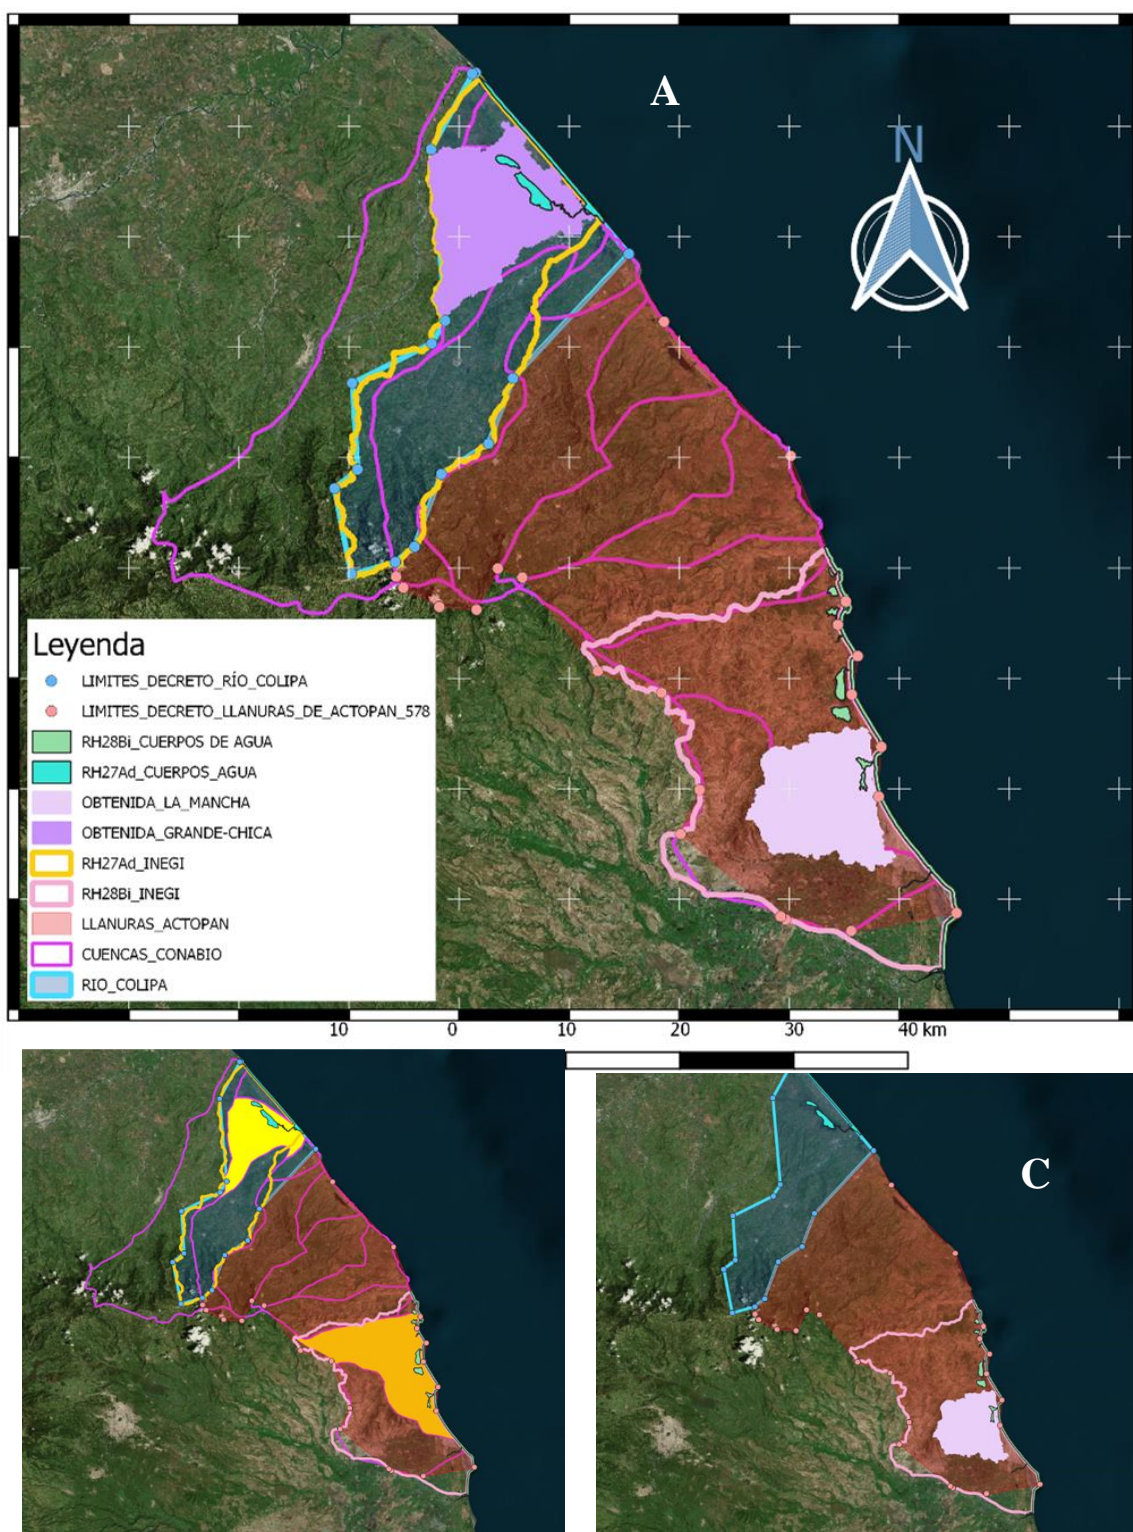 A
N
Leyenda
LIMITES_DECRETO_RÍO_COLIPA
LIMITES_DECRETO_LLANURAS_DE_ACTOPAN_578
RH28Bi_CUERPOS DE AGUA
RH27Ad_CUERPOS_AGUA
OBTENIDA_LA_MANCHA
OBTENIDA_GRANDE-CHICA
RH27Ad_INEGI
RH28Bi_INEGI
LLANURAS_ACTOPAN
CUENCAS_CONABIO
RIO_COLIPA
10 0 10 20 30 40 km
C